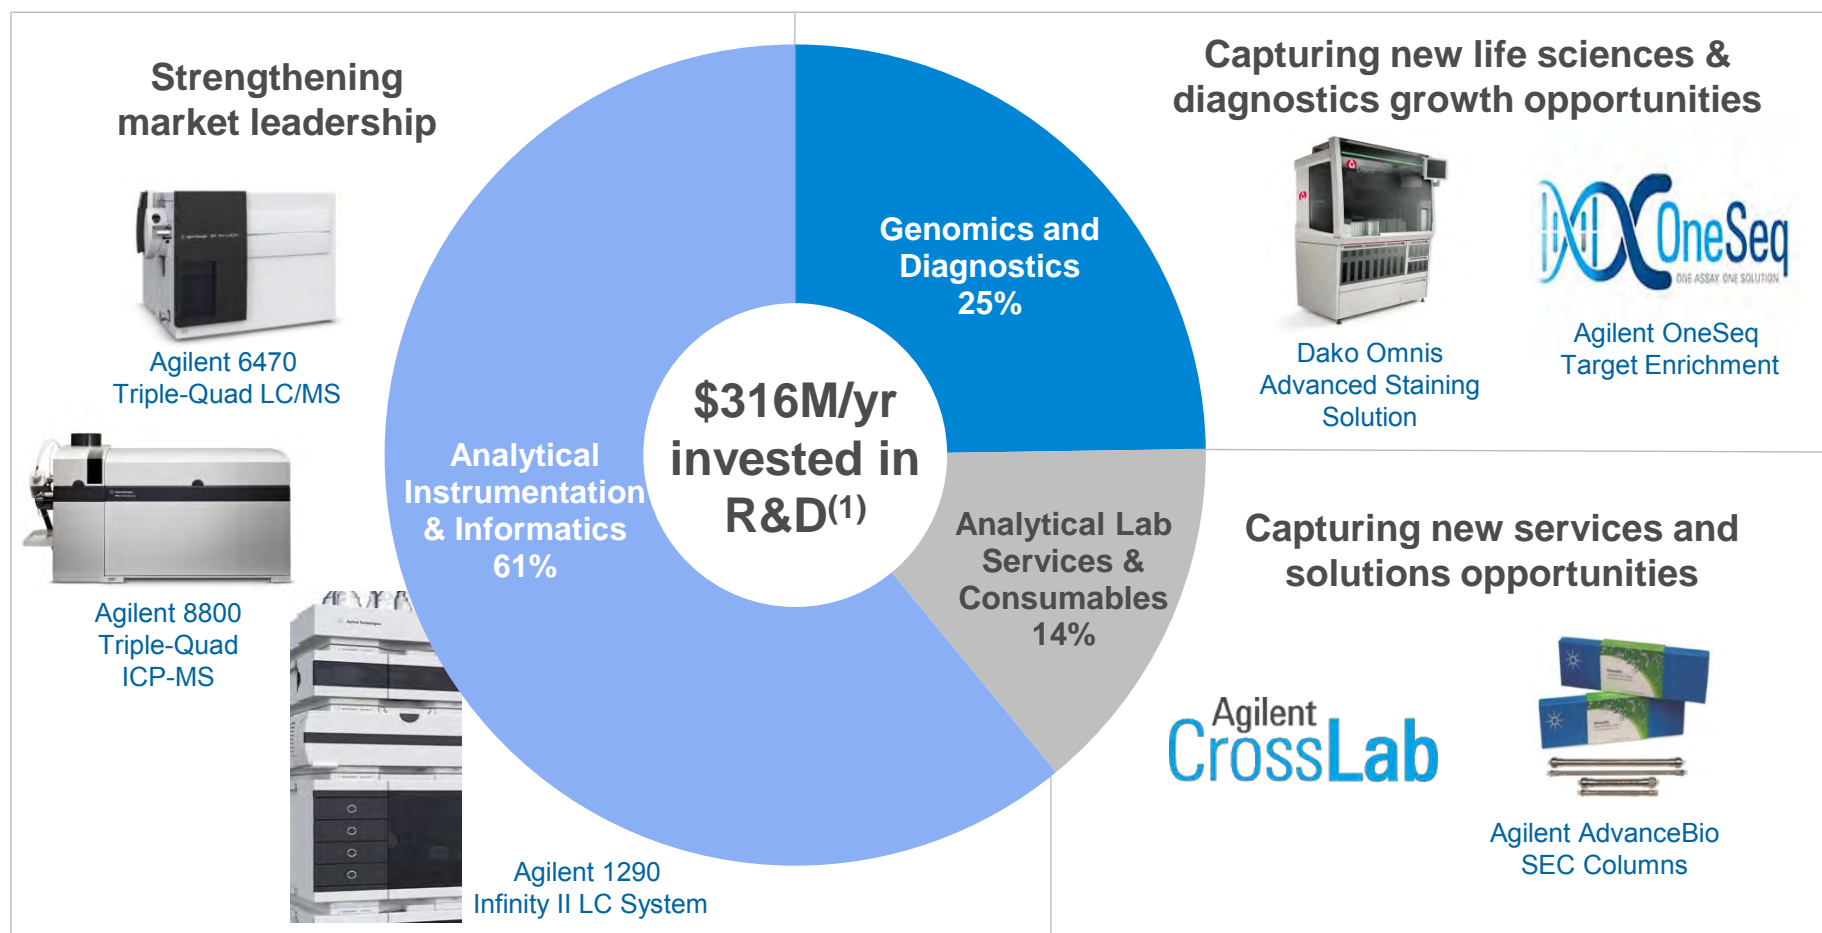 Strengthening
market leadership
Agilent 6470
Triple-Quad LC/MS
Agilent 8800
Triple-Quad
ICP-MS
Agilent 1290
Infinity II LC System
Analytical
Instrumentation
& Informatics
61%
$316M/yr
invested in
R&D(1)
Genomics and
Diagnostics
25%
Analytical Lab
Services &
Consumables
14%
Capturing new life sciences &
diagnostics growth opportunities
Dako
Dako Omnis
Advanced Staining
Solution
OneSeq
ONE ASSAY. ONE SOLUTION.
Agilent OneSeq
Target Enrichment
Capturing new services and
solutions opportunities
Agilent
CrossLab
Agilent AdvanceBio
SEC Columns